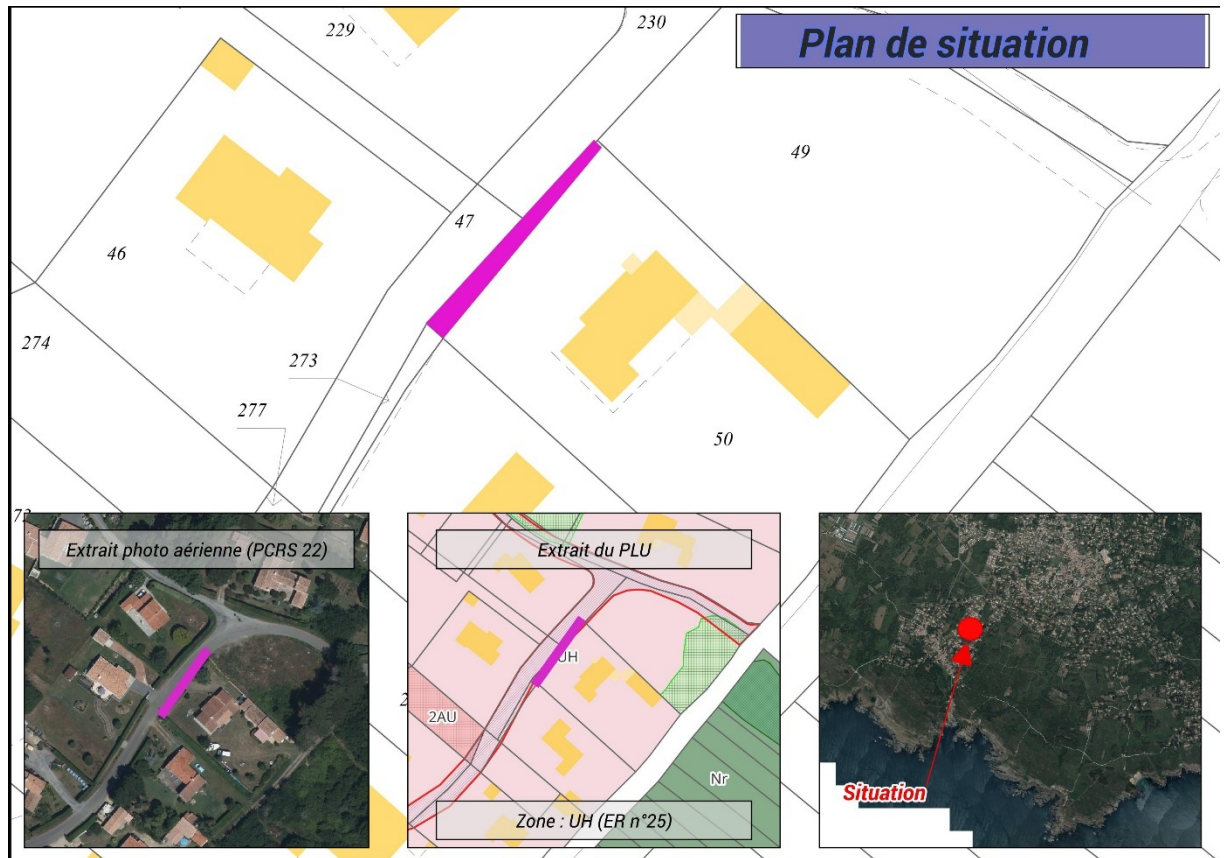 229
230
Plan de situation
49
47
46
274
273
277
50
Extrait photo aérienne (PCRS 22)
Extrait du PLU
UH
2AU
Nr
Zone : UH (ER n°25)
Situation